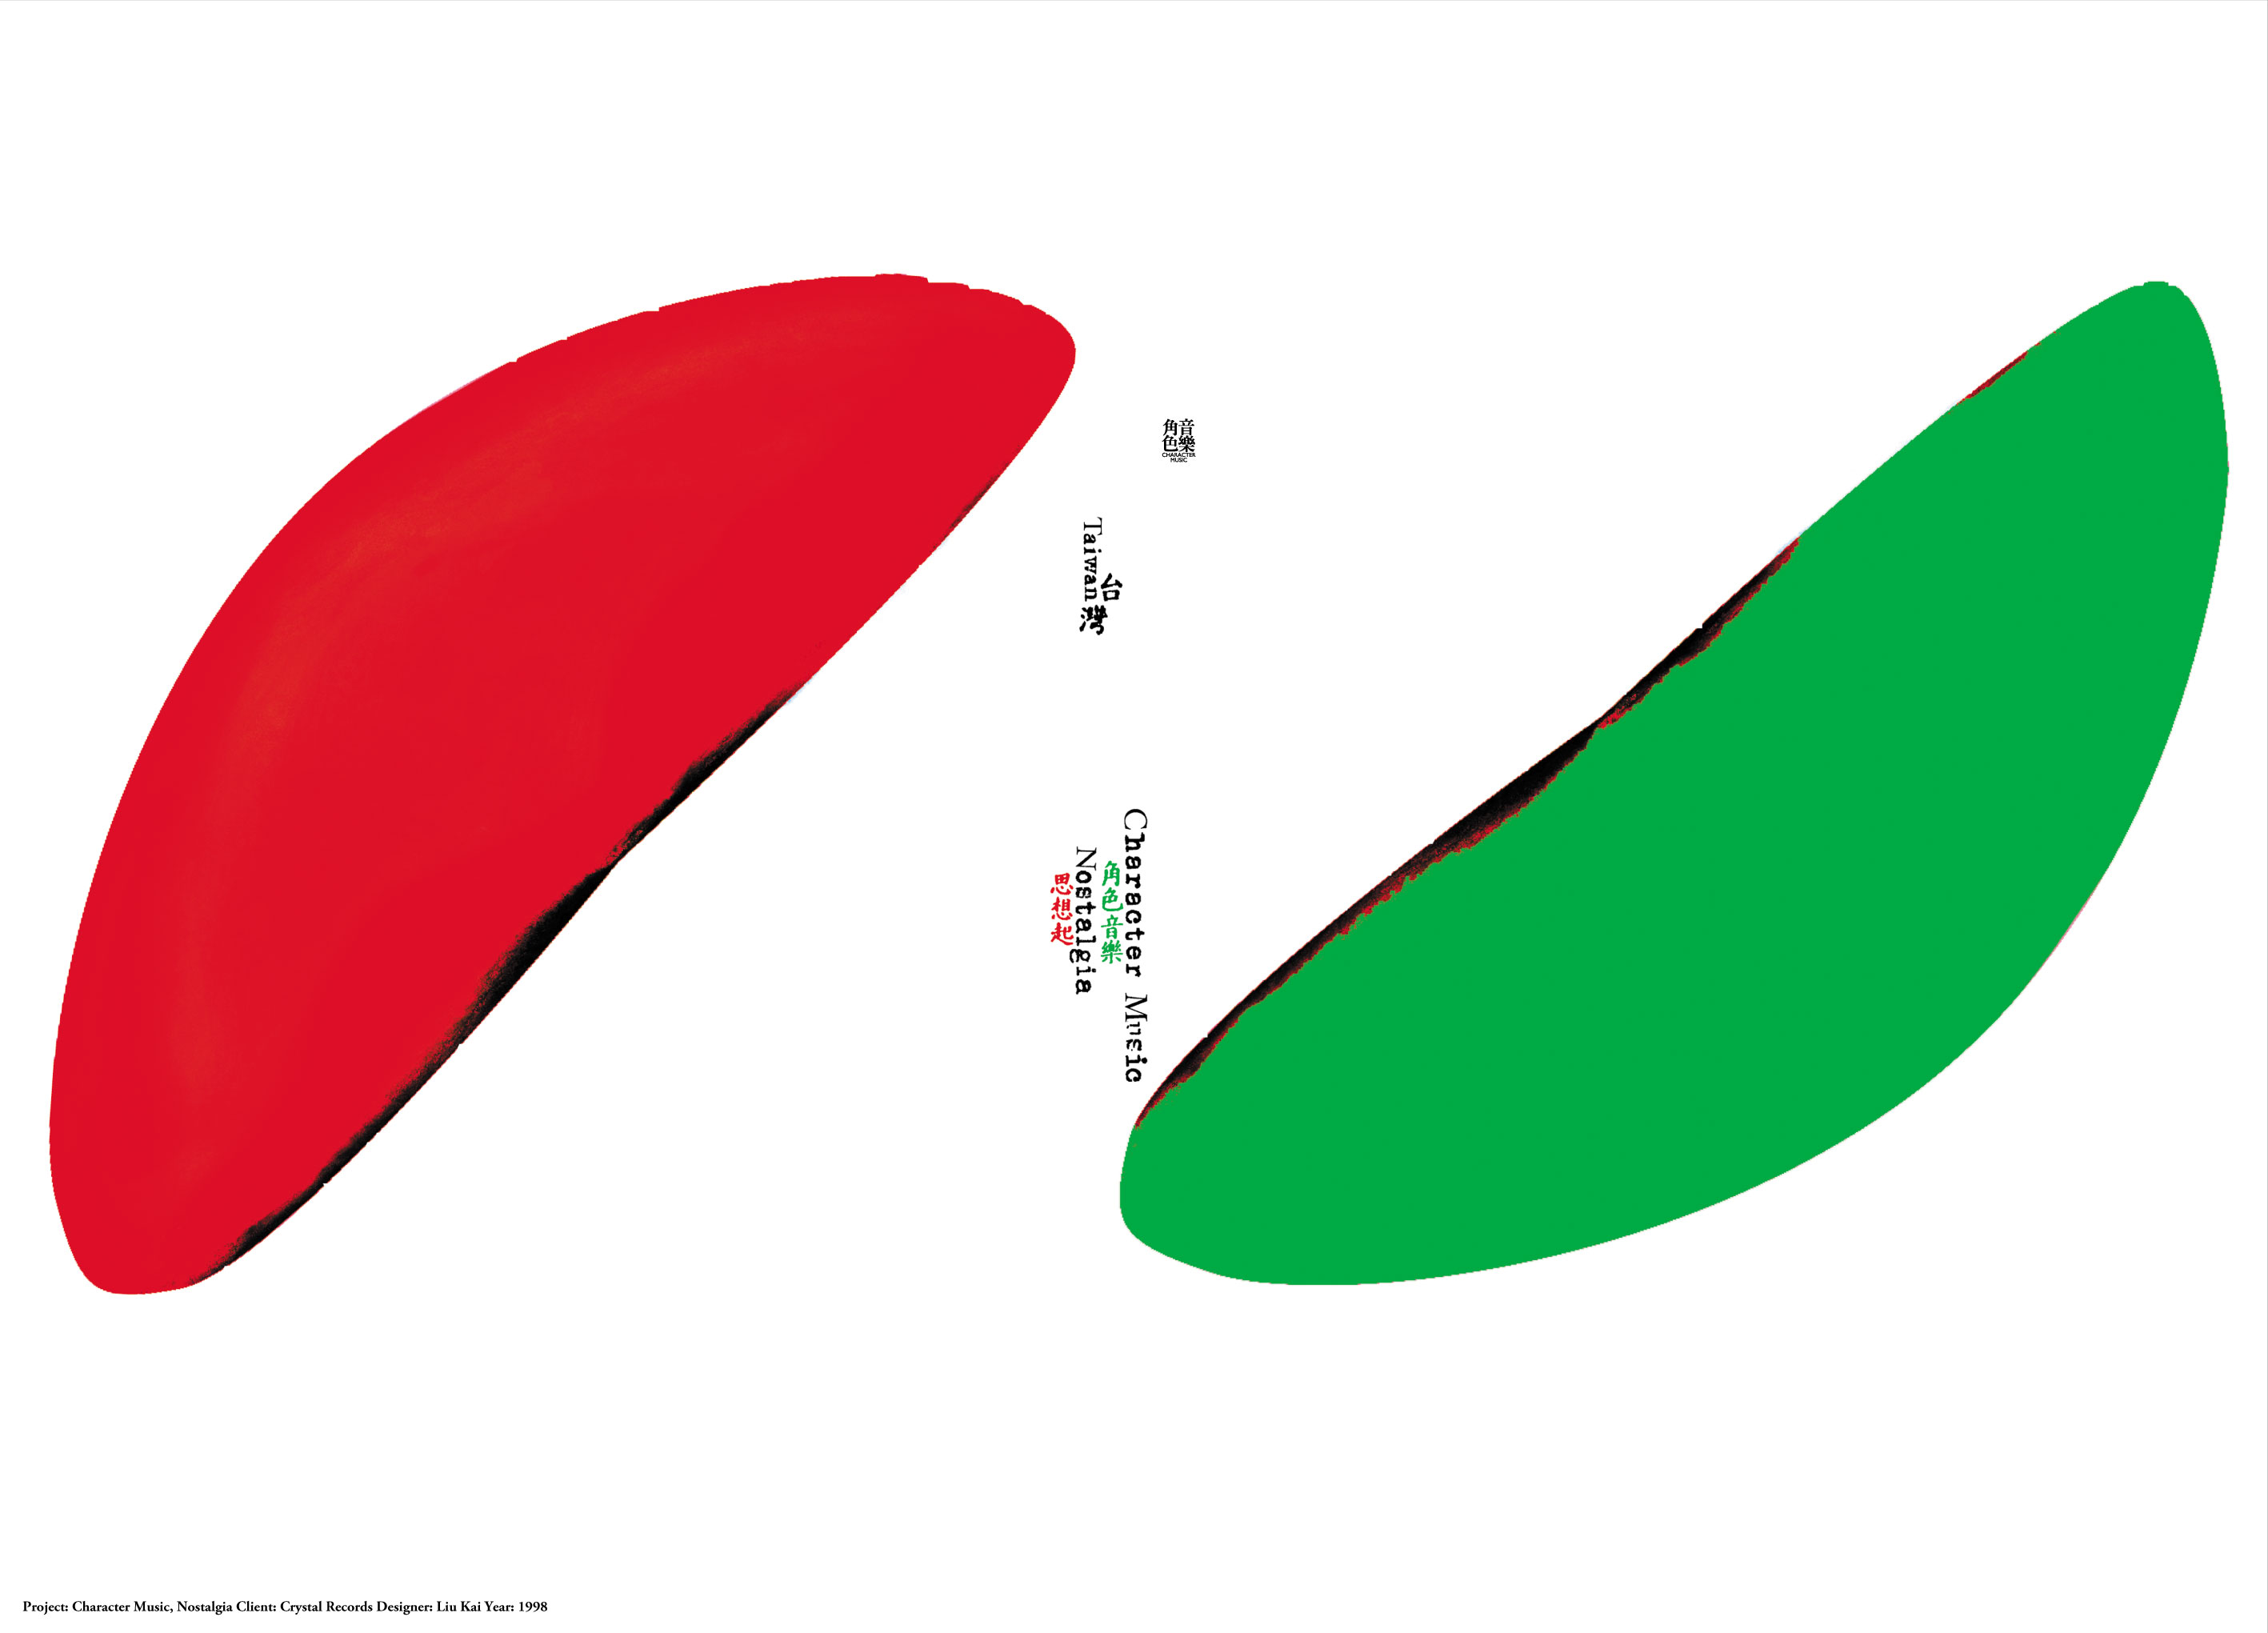 音樂
角色
CHARACTER
MUSIC
台灣
Taiwan
Character Music
角色音樂
Nostalgia
思想起
Project: Character Music, Nostalgia Client: Crystal Records Designer: Liu Kai Year: 1998